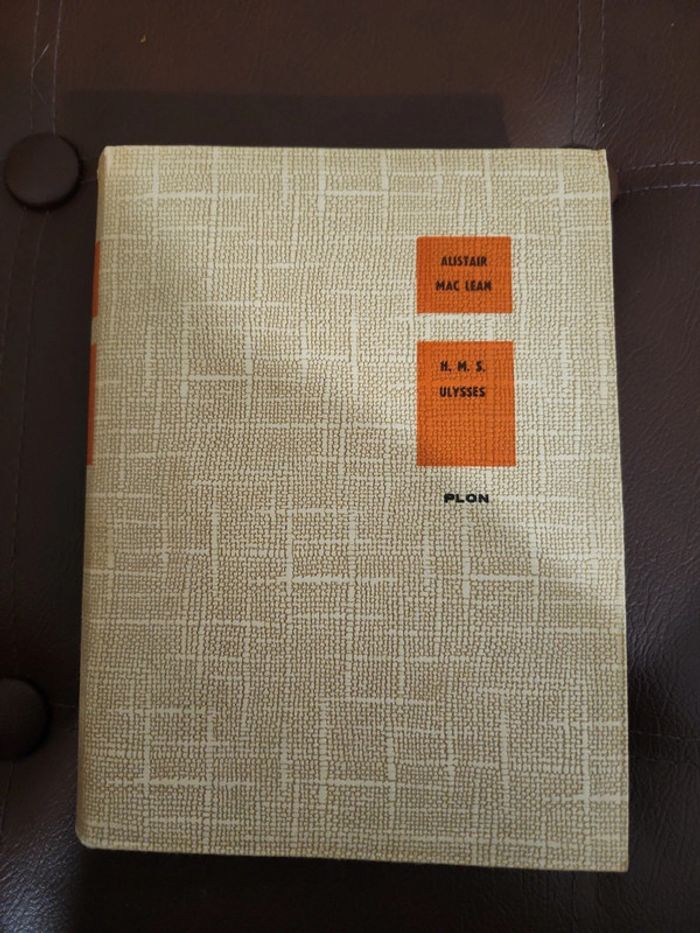 ALISTAIR
MAC LEAN
H. M. S.
ULYSSES
PLON